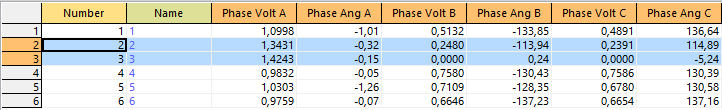 Number Name Phase Volt A Phase Ang A Phase Volt B Phase Ang B Phase Volt C Phase Ang C
1 1 1 1,0998 -1,01 0,5132 -133,85 0,4891 136,64
2 2 2 1,3431 -0,32 0,2480 -113,94 0,2391 114,89
3 3 3 1,4243 -0,15 0,0000 0,24 0,0000 -5,24
4 4 4 0,9832 -0,05 0,7580 -130,43 0,7586 130,39
5 5 5 1,0303 -1,26 0,7109 -128,35 0,6780 130,58
6 6 6 0,9759 -0,07 0,6646 -137,23 0,6654 137,16